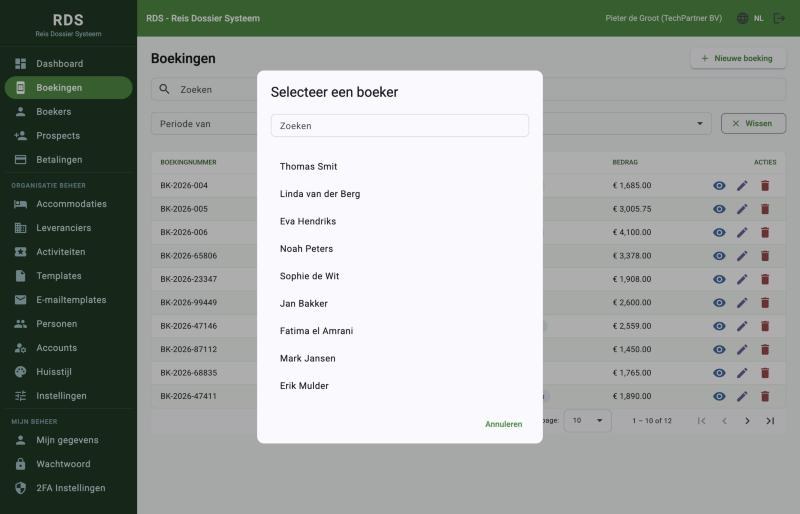 RDS
Reis Dossier Systeem
Dashboard
Boekingen
Boekers
Prospects
Betalingen
ORGANISATIE BEHEER
Accommodaties
Leveranciers
Activiteiten
Templates
E-mailtemplates
Personen
Accounts
Huisstijl
Instellingen
MIJN BEHEER
Mijn gegevens
Wachtwoord
2FA Instellingen
RDS - Reis Dossier Systeem
Pieter de Groot (TechPartner BV)
NL
Boekingen
Nieuwe boeking
Zoeken
Periode van
Wissen
BOEKINGNUMMER BEDRAG ACTIES
BK-2026-004 € 1,685.00
BK-2026-005 € 3,005.75
BK-2026-006 € 4,100.00
BK-2026-65806 € 3,378.00
BK-2026-23347 € 1,908.00
BK-2026-99449 € 2,600.00
BK-2026-47146 € 2,559.00
BK-2026-87112 € 1,450.00
BK-2026-68835 € 1,765.00
BK-2026-47411 € 1,890.00
page: 10 1 – 10 of 12
Selecteer een boeker
Zoeken
Thomas Smit
Linda van der Berg
Eva Hendriks
Noah Peters
Sophie de Wit
Jan Bakker
Fatima el Amrani
Mark Jansen
Erik Mulder
Annuleren